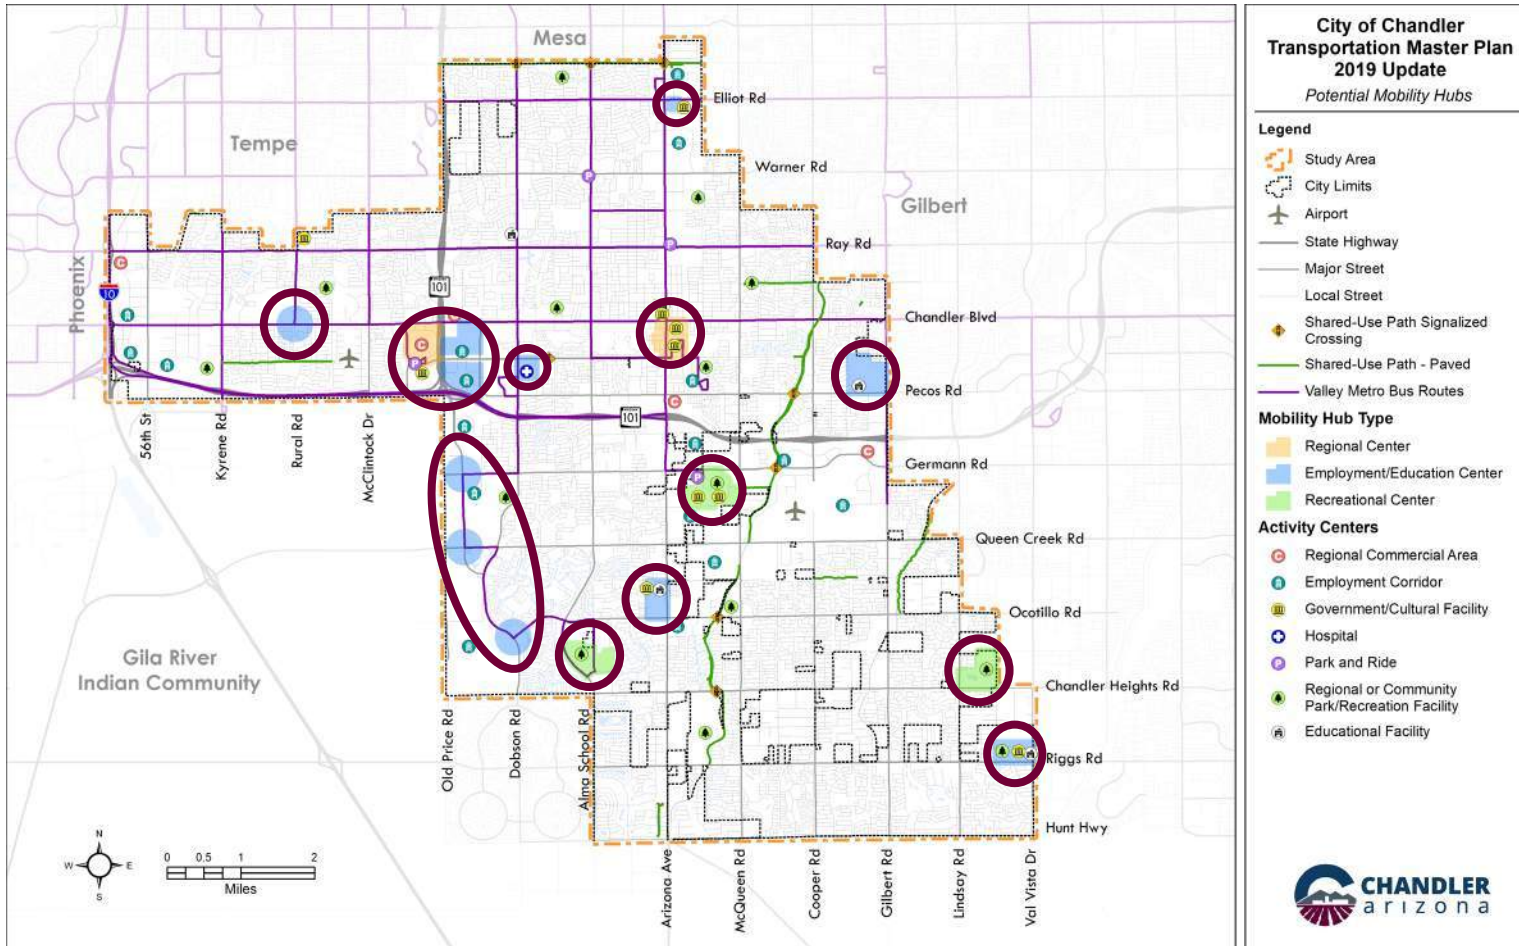 Mesa
Elliot Rd
Tempe
Warner Rd
Gilbert
Ray Rd
Phoenix
10
101
Chandler Blvd
Pecos Rd
101
56th St
Kyrene Rd
Rural Rd
McClintock Dr
Germann Rd
Queen Creek Rd
Ocotillo Rd
Gila River
Indian Community
Chandler Heights Rd
Old Price Rd
Dobson Rd
Alma School Rd
Riggs Rd
Hunt Hwy
Arizona Ave
McQueen Rd
Cooper Rd
Gilbert Rd
Lindsay Rd
Val Vista Dr
N
W E
S
0 0.5 1 2
Miles
City of Chandler
Transportation Master Plan
2019 Update
Potential Mobility Hubs
Legend
Study Area
City Limits
Airport
State Highway
Major Street
Local Street
Shared-Use Path Signalized
Crossing
Shared-Use Path - Paved
Valley Metro Bus Routes
Mobility Hub Type
Regional Center
Employment/Education Center
Recreational Center
Activity Centers
C Regional Commercial Area
Employment Corridor
Government/Cultural Facility
Hospital
P Park and Ride
Regional or Community
Park/Recreation Facility
Educational Facility
CHANDLER
arizona